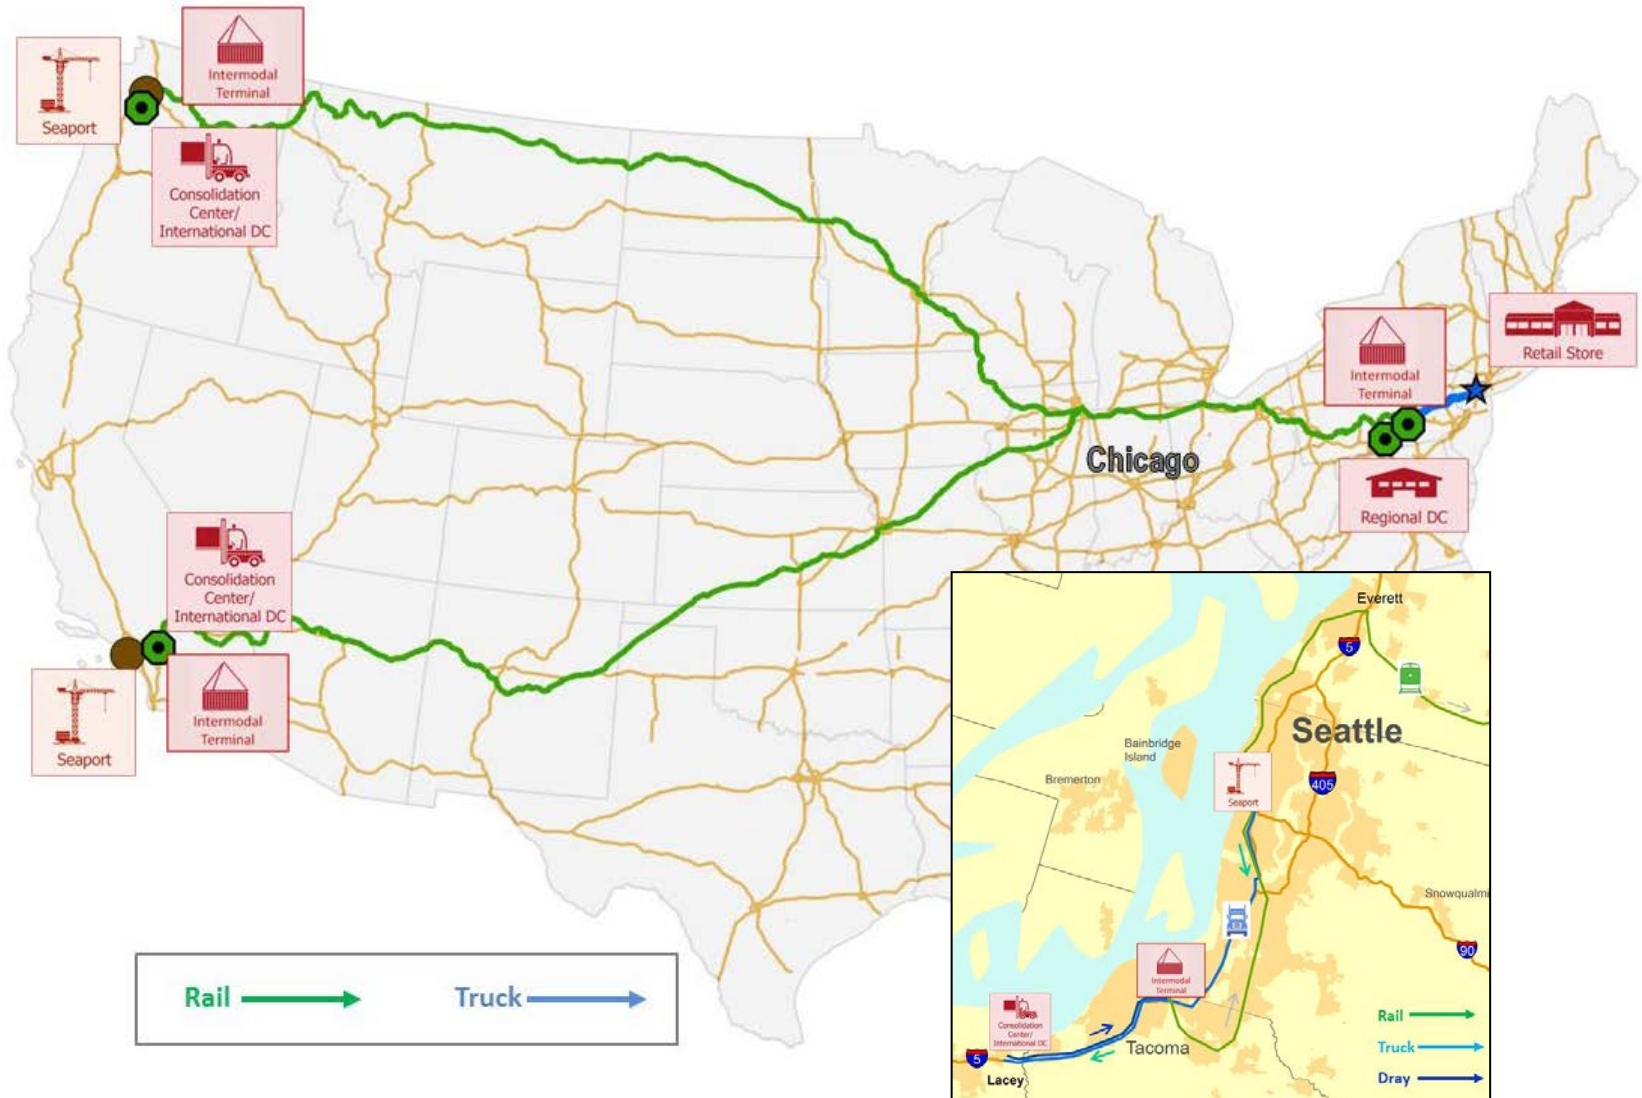 Seaport
Intermodal
Terminal
Consolidation
Center/
International DC
Intermodal
Terminal
Retail Store
Chicago
Regional DC
Consolidation
Center/
International DC
Intermodal
Terminal
Seaport
Rail
Truck
Everett
5
Seattle
Bainbridge
Island
Bremerton
Seaport
405
Snowqualmi
90
Intermodal
Terminal
Consolidation
Center/
International DC
Tacoma
5
Lacey
Rail
Truck
Dray